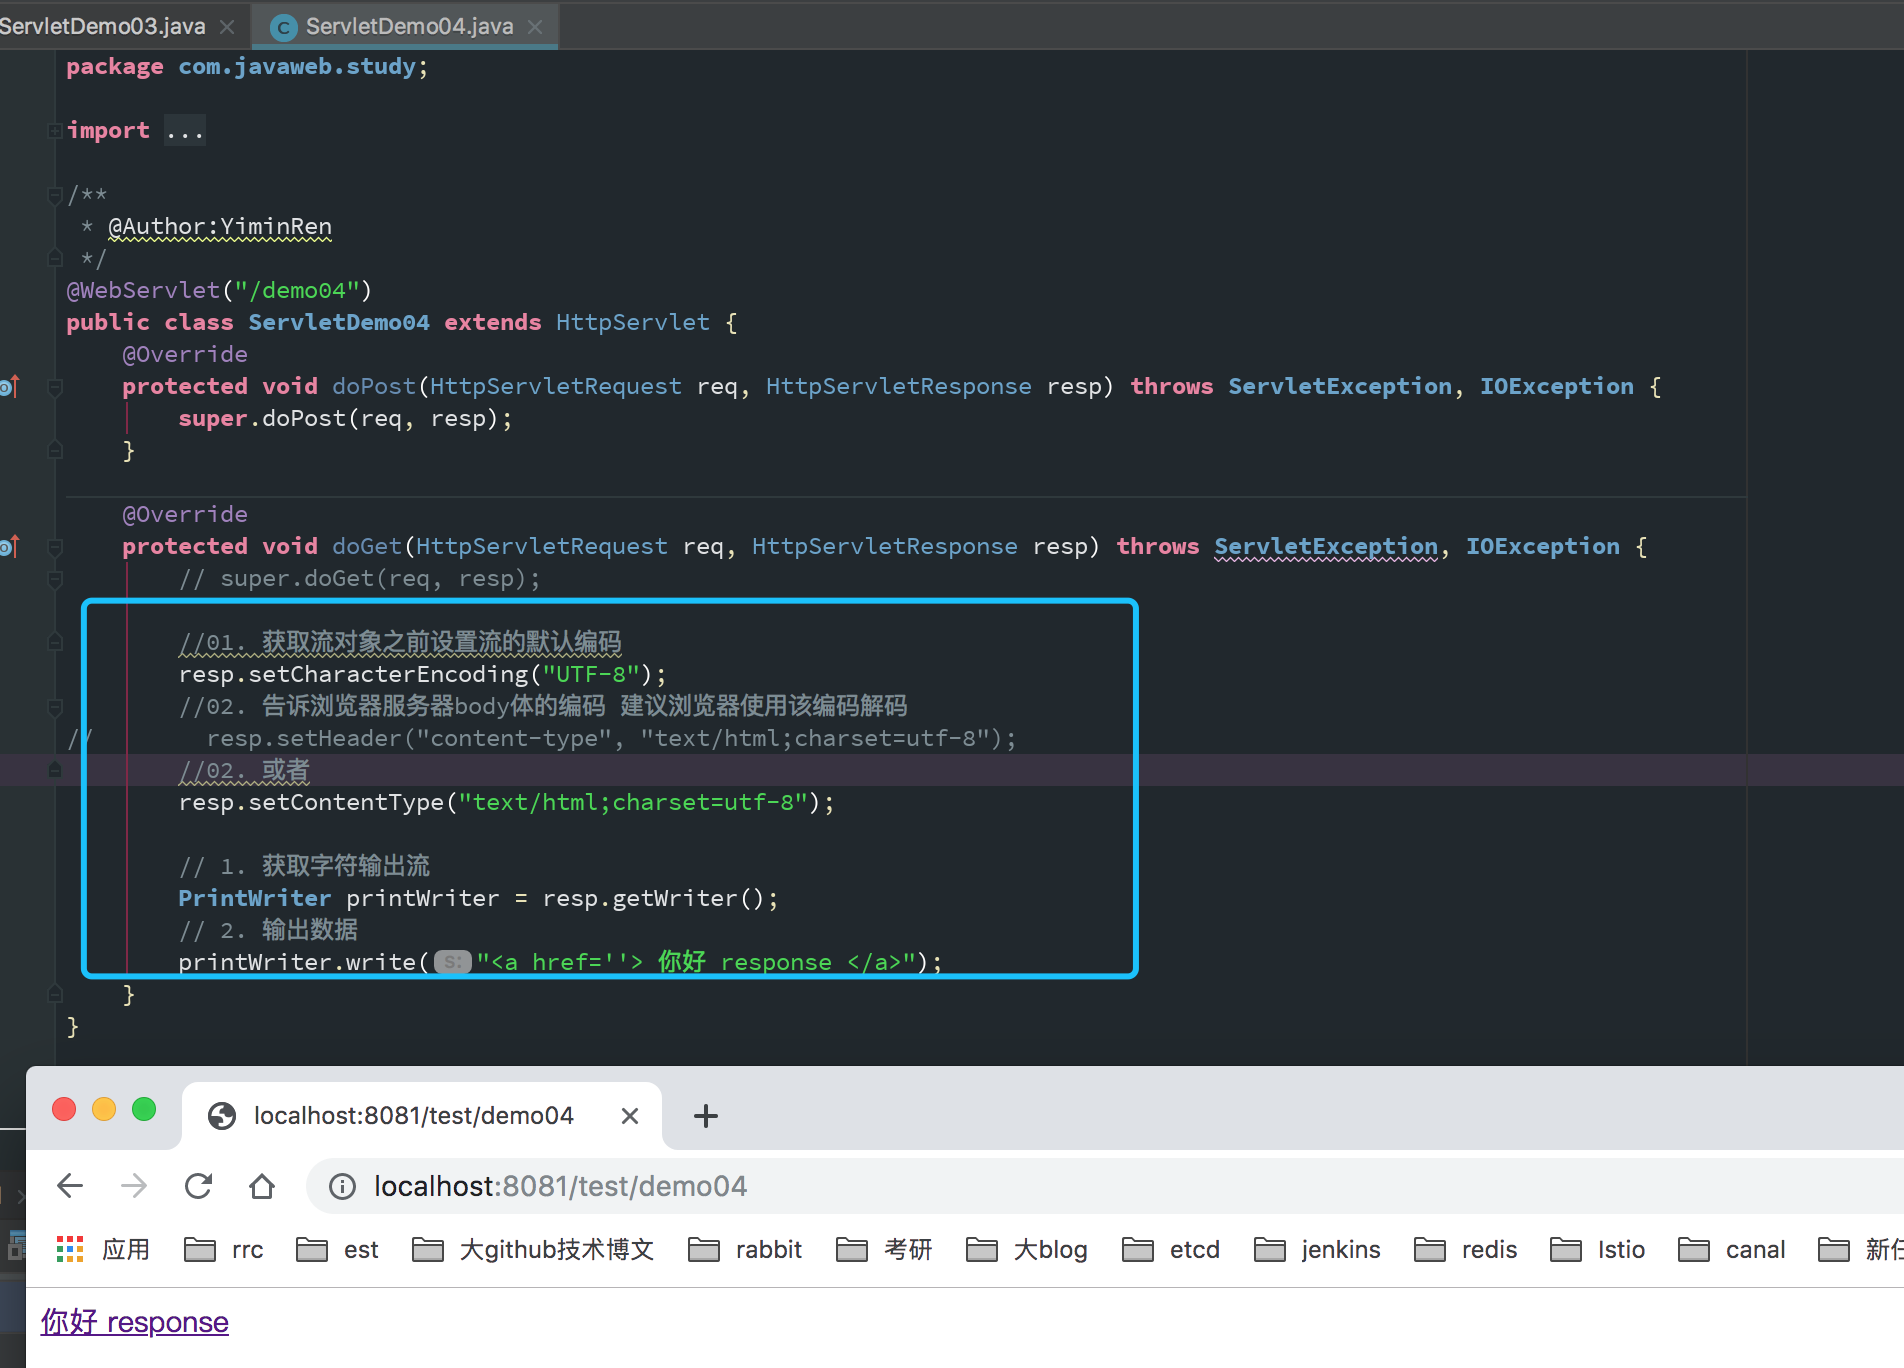 ServletDemo03.java ServletDemo04.java
package com.javaweb.study;
import ...
/**
* @Author:YiminRen
*/
@WebServlet("/demo04")
public class ServletDemo04 extends HttpServlet {
@Override
protected void doPost(HttpServletRequest req, HttpServletResponse resp) throws ServletException, IOException {
super.doPost(req, resp);
}
@Override
protected void doGet(HttpServletRequest req, HttpServletResponse resp) throws ServletException, IOException {
// super.doGet(req, resp);
//01. 获取流对象之前设置流的默认编码
resp.setCharacterEncoding("UTF-8");
//02. 告诉浏览器服务器body体的编码 建议浏览器使用该编码解码
// resp.setHeader("content-type", "text/html;charset=utf-8");
//02. 或者
resp.setContentType("text/html;charset=utf-8");
// 1. 获取字符输出流
PrintWriter printWriter = resp.getWriter();
// 2. 输出数据
printWriter.write( s: "<a href=''> 你好 response </a>");
}
}
localhost:8081/test/demo04
localhost:8081/test/demo04
应用 rrc est 大github技术博文 rabbit 考研 大blog etcd jenkins redis Istio canal 新
你好 response